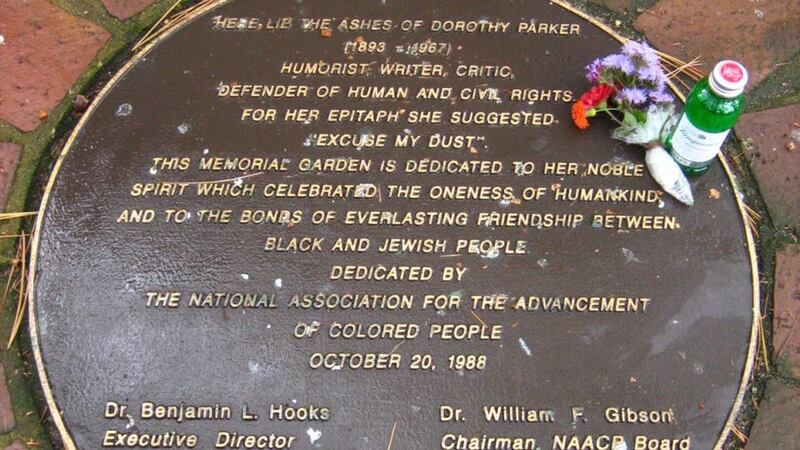 HERE LIE THE ASHES OF DOROTHY PARKER
(1893 - 1967)
HUMORIST, WRITER, CRITIC,
DEFENDER OF HUMAN AND CIVIL RIGHTS.
FOR HER EPITAPH SHE SUGGESTED
"EXCUSE MY DUST".
THIS MEMORIAL GARDEN IS DEDICATED TO HER NOBLE
SPIRIT WHICH CELEBRATED THE ONENESS OF HUMANKIND,
AND TO THE BONDS OF EVERLASTING FRIENDSHIP BETWEEN
BLACK AND JEWISH PEOPLE.
DEDICATED BY
THE NATIONAL ASSOCIATION FOR THE ADVANCEMENT
OF COLORED PEOPLE
OCTOBER 20, 1988
Dr. Benjamin L. Hooks
Executive Director
Dr. William F. Gibson
Chairman, NAACP Board
Tanqueray